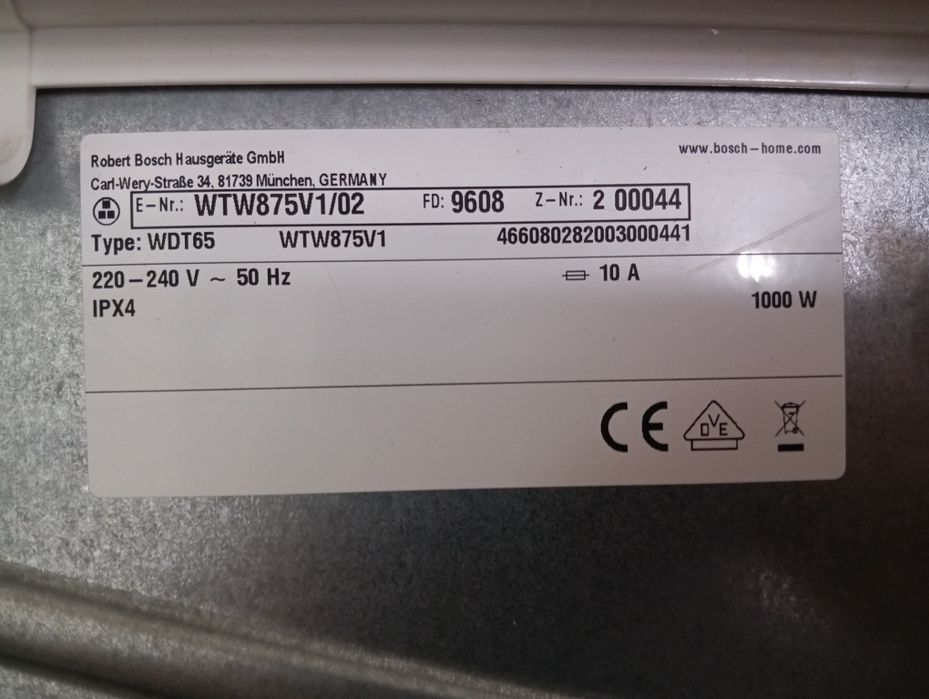 Robert Bosch Hausgeräte GmbH
www.bosch-home.com
Carl-Wery-Straße 34, 81739 München, GERMANY
E-Nr.: WTW875V1/02 FD: 9608 Z-Nr.: 2 00044
Type: WDT65 WTW875V1 466080282003000441
220-240 V ~ 50 Hz 10 A
IPX4 1000 W
CE DVE